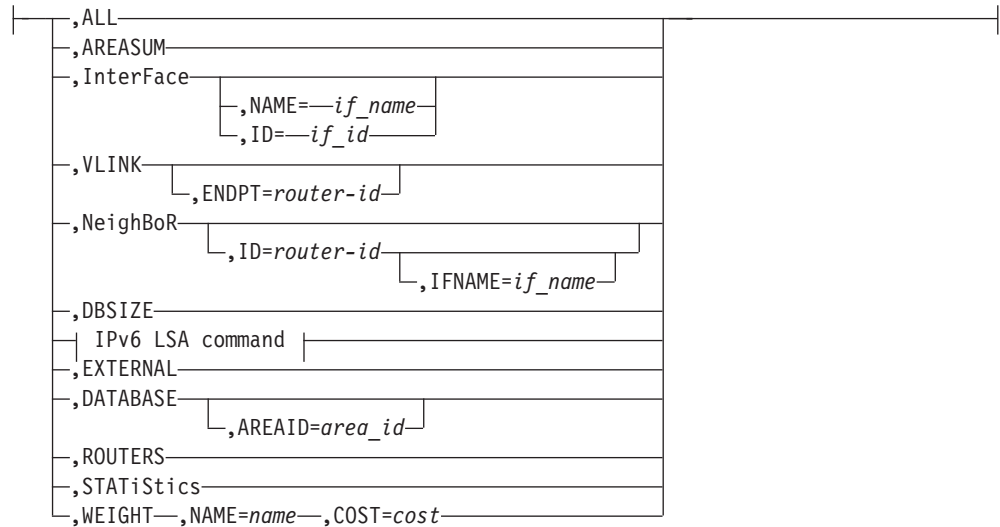 ,ALL
,AREASUM
,InterFace
,NAME= if_name
,ID= if_id
,VLINK
,ENDPT=router-id
,NeighBoR
,ID=router-id
,IFNAME=if_name
,DBSIZE
IPv6 LSA command
,EXTERNAL
,DATABASE
,AREAID=area_id
,ROUTERS
,STATiStics
,WEIGHT ,NAME=name ,COST=cost